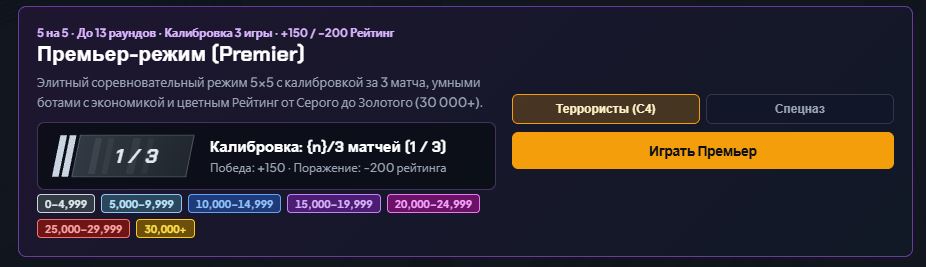 5 на 5 · До 13 раундов · Калибровка 3 игры · +150 / -200 Рейтинг
Премьер-режим (Premier)
Элитный соревновательный режим 5×5 с калибровкой за 3 матча, умными
ботами с экономикой и цветным Рейтинг от Серого до Золотого (30 000+).
1 / 3
Калибровка: {n}/3 матчей (1 / 3)
Победа: +150 · Поражение: -200 рейтинга
0–4,999
5,000–9,999
10,000–14,999
15,000–19,999
20,000–24,999
25,000–29,999
30,000+
Террористы (C4)
Спецназ
Играть Премьер